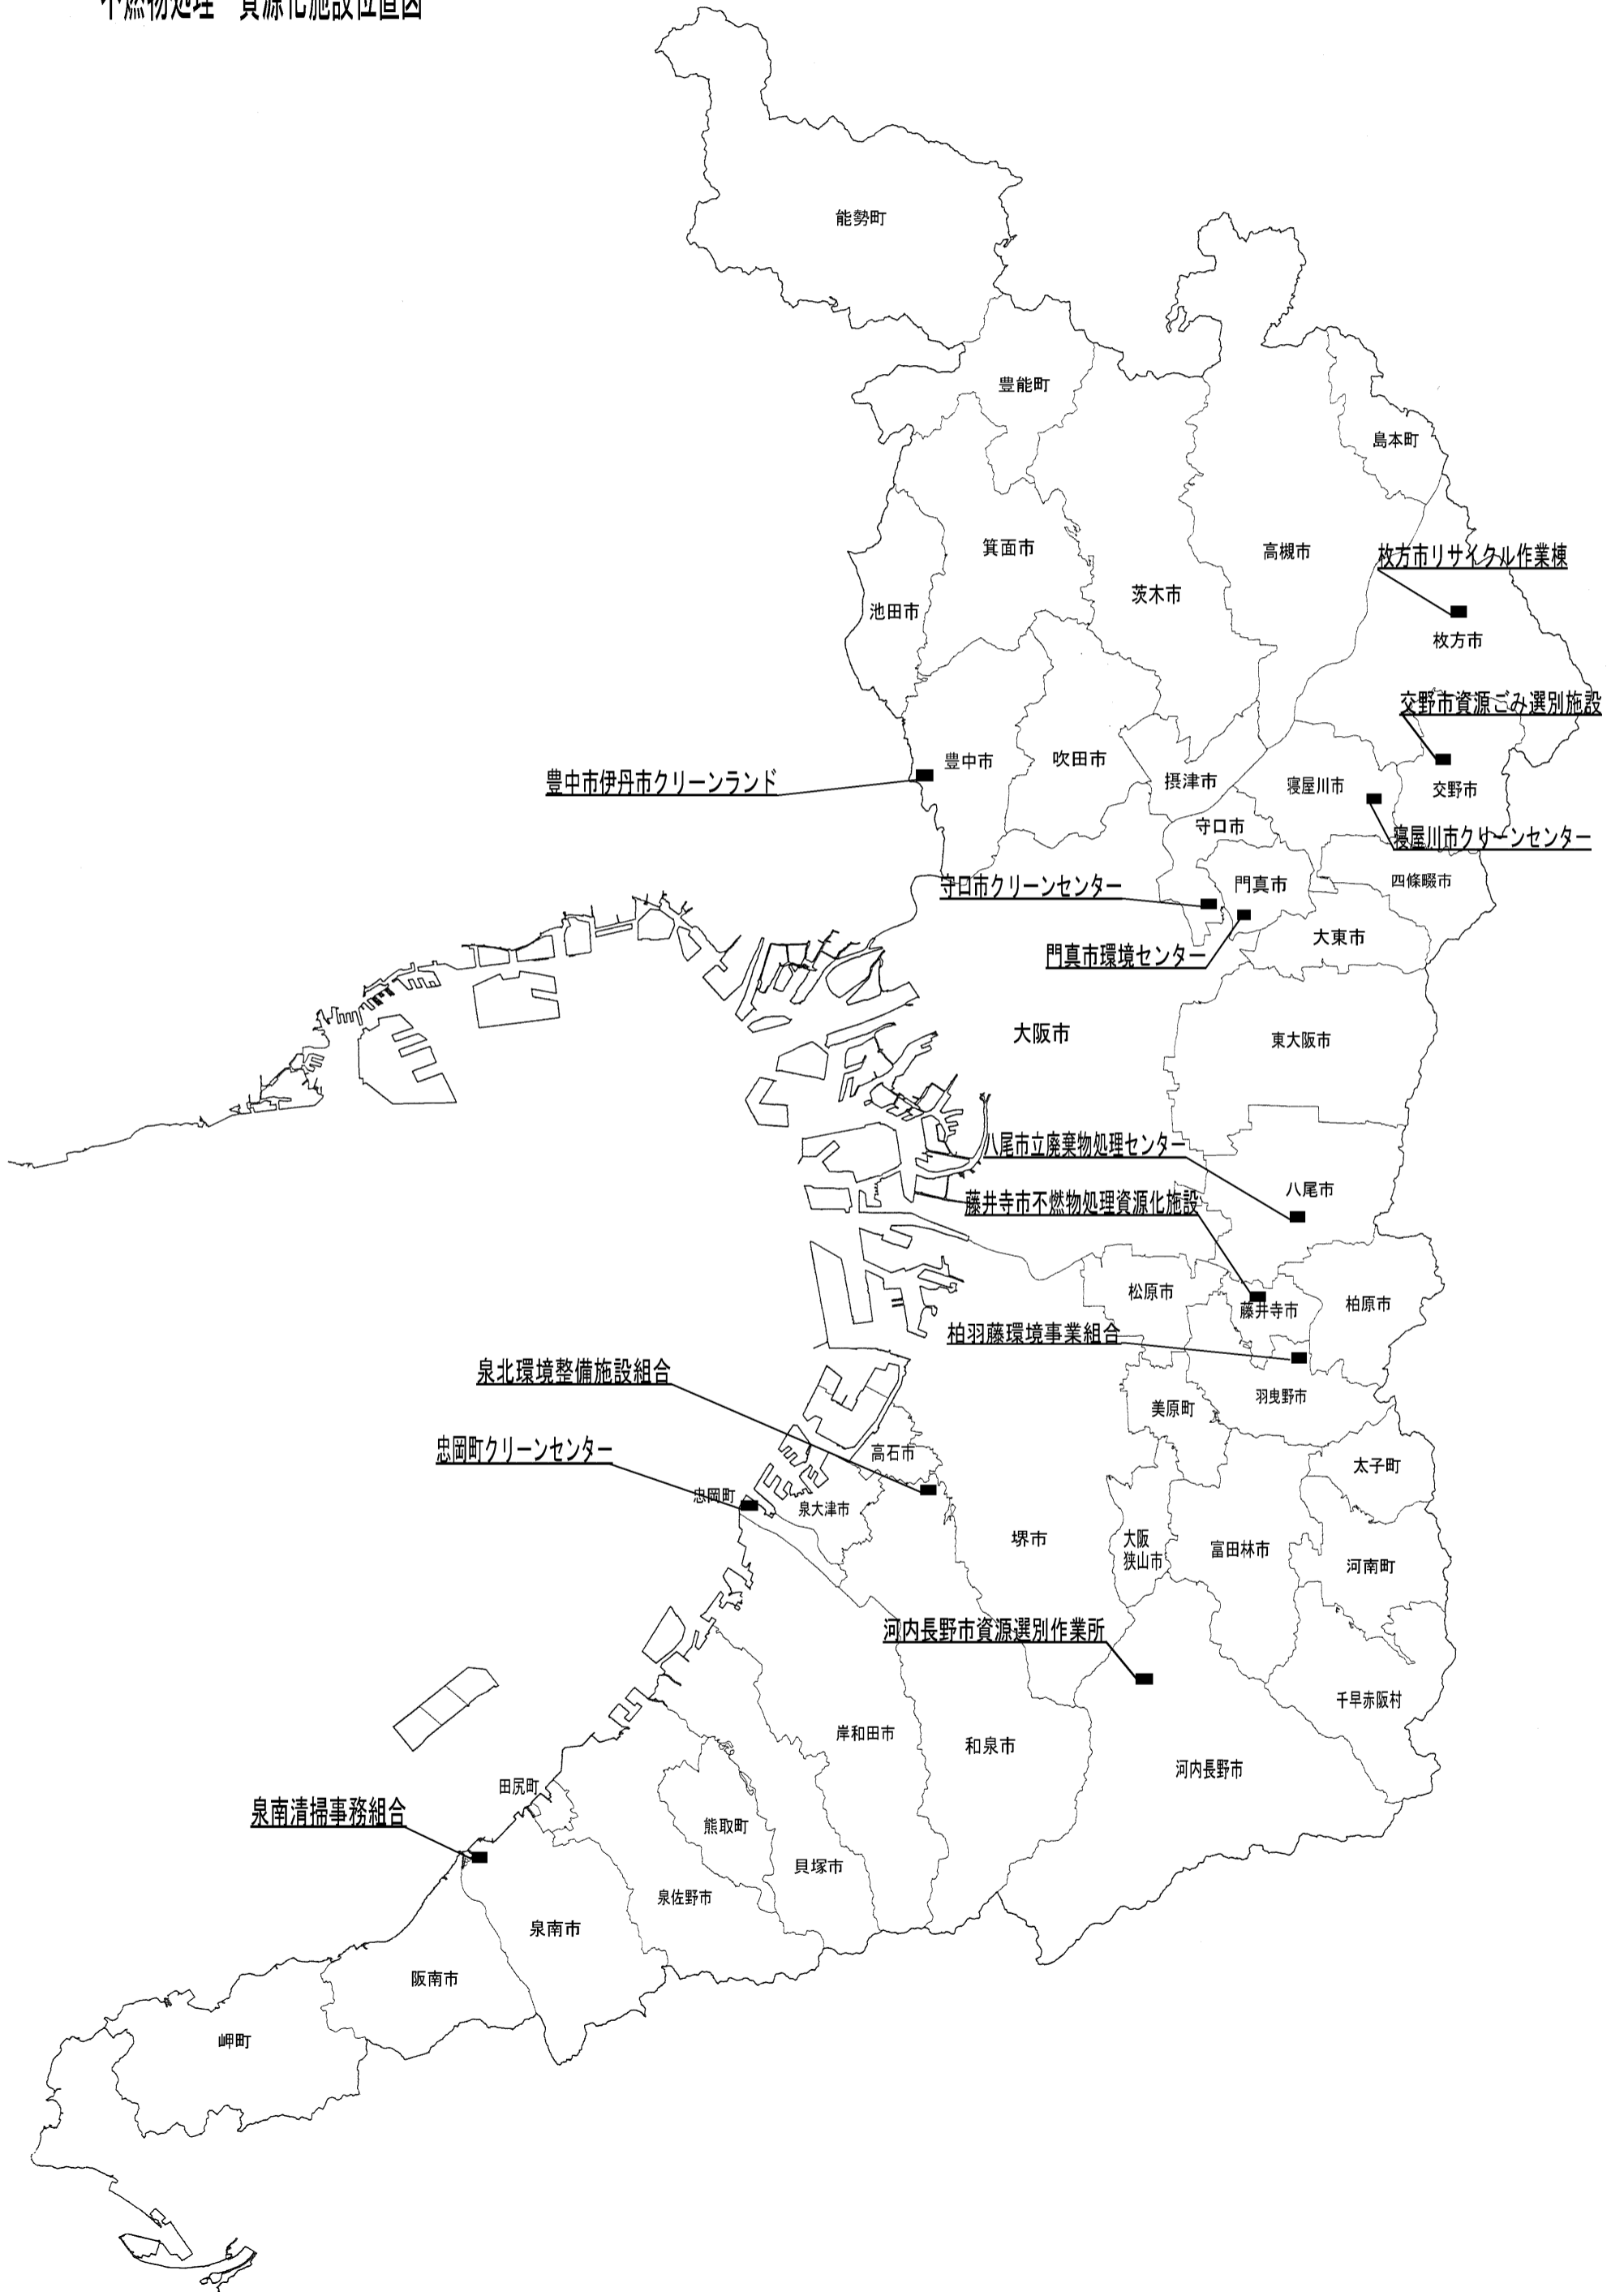 不燃物処理・資源化施設位置図
能勢町
豊能町
島本町
箕面市
高槻市
枚方市リサイクル作業棟
茨木市
池田市
枚方市
交野市資源ごみ選別施設
豊中市
吹田市
豊中市伊丹市クリーンランド
摂津市
寝屋川市
交野市
守口市
寝屋川市クリーンセンター
守口市クリーンセンター
門真市
四條畷市
大東市
門真市環境センター
大阪市
東大阪市
八尾市立廃棄物処理センター
八尾市
藤井寺市不燃物処理資源化施設
松原市
藤井寺市
柏原市
柏羽藤環境事業組合
泉北環境整備施設組合
羽曳野市
美原町
忠岡町クリーンセンター
高石市
太子町
忠岡町
泉大津市
堺市
大阪
狭山市
富田林市
河南町
河内長野市資源選別作業所
千早赤阪村
岸和田市
和泉市
河内長野市
田尻町
泉南清掃事務組合
熊取町
貝塚市
泉佐野市
泉南市
阪南市
岬町